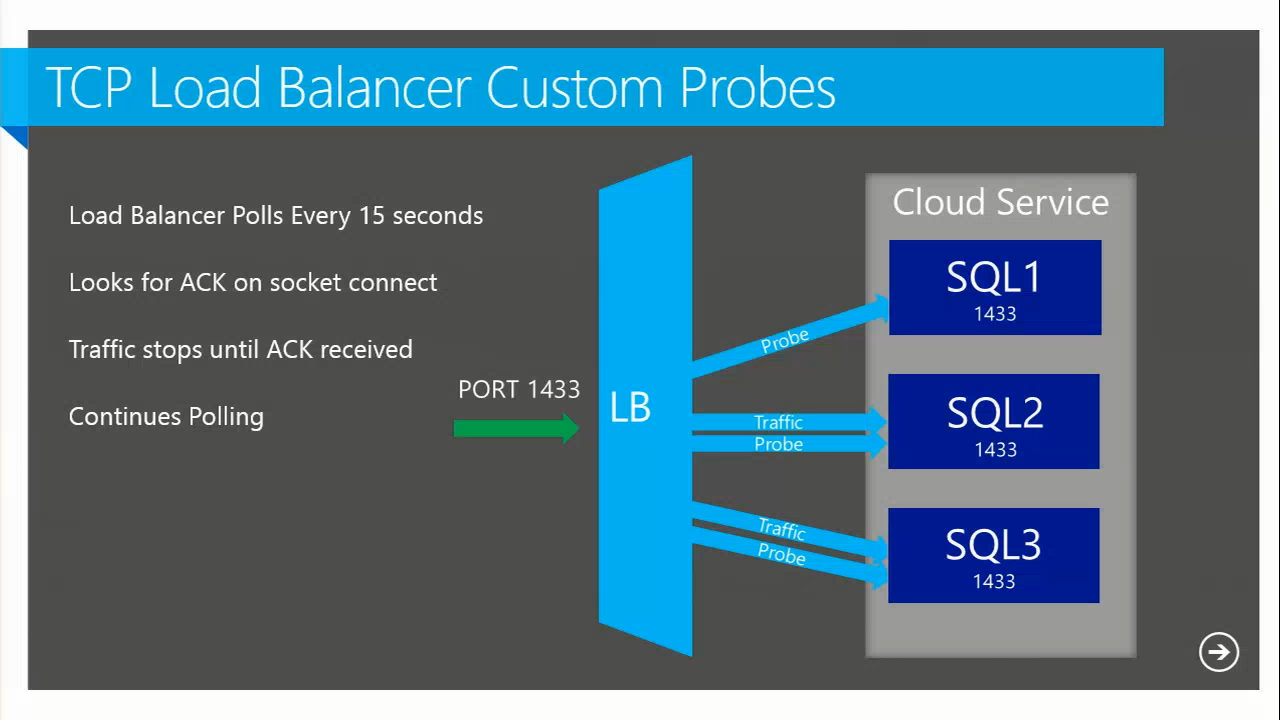 TCP Load Balancer Custom Probes
Load Balancer Polls Every 15 seconds
Looks for ACK on socket connect
Traffic stops until ACK received
Continues Polling
PORT 1433
LB
Probe
Traffic
Probe
Traffic
Probe
Cloud Service
SQL1
1433
SQL2
1433
SQL3
1433